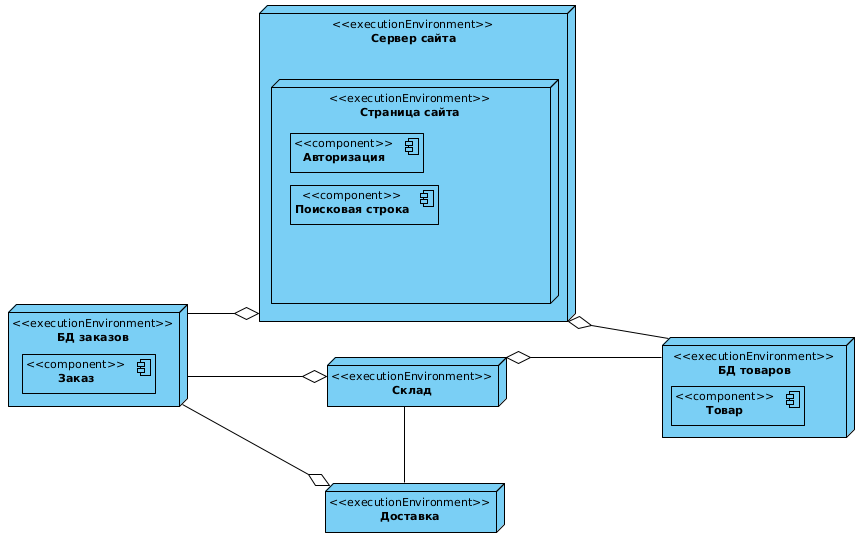 <<executionEnvironment>>
Сервер сайта
<<executionEnvironment>>
Страница сайта
<<component>>
Авторизация
<<component>>
Поисковая строка
<<executionEnvironment>>
БД заказов
<<component>>
Заказ
<<executionEnvironment>>
Склад
<<executionEnvironment>>
БД товаров
<<component>>
Товар
<<executionEnvironment>>
Доставка